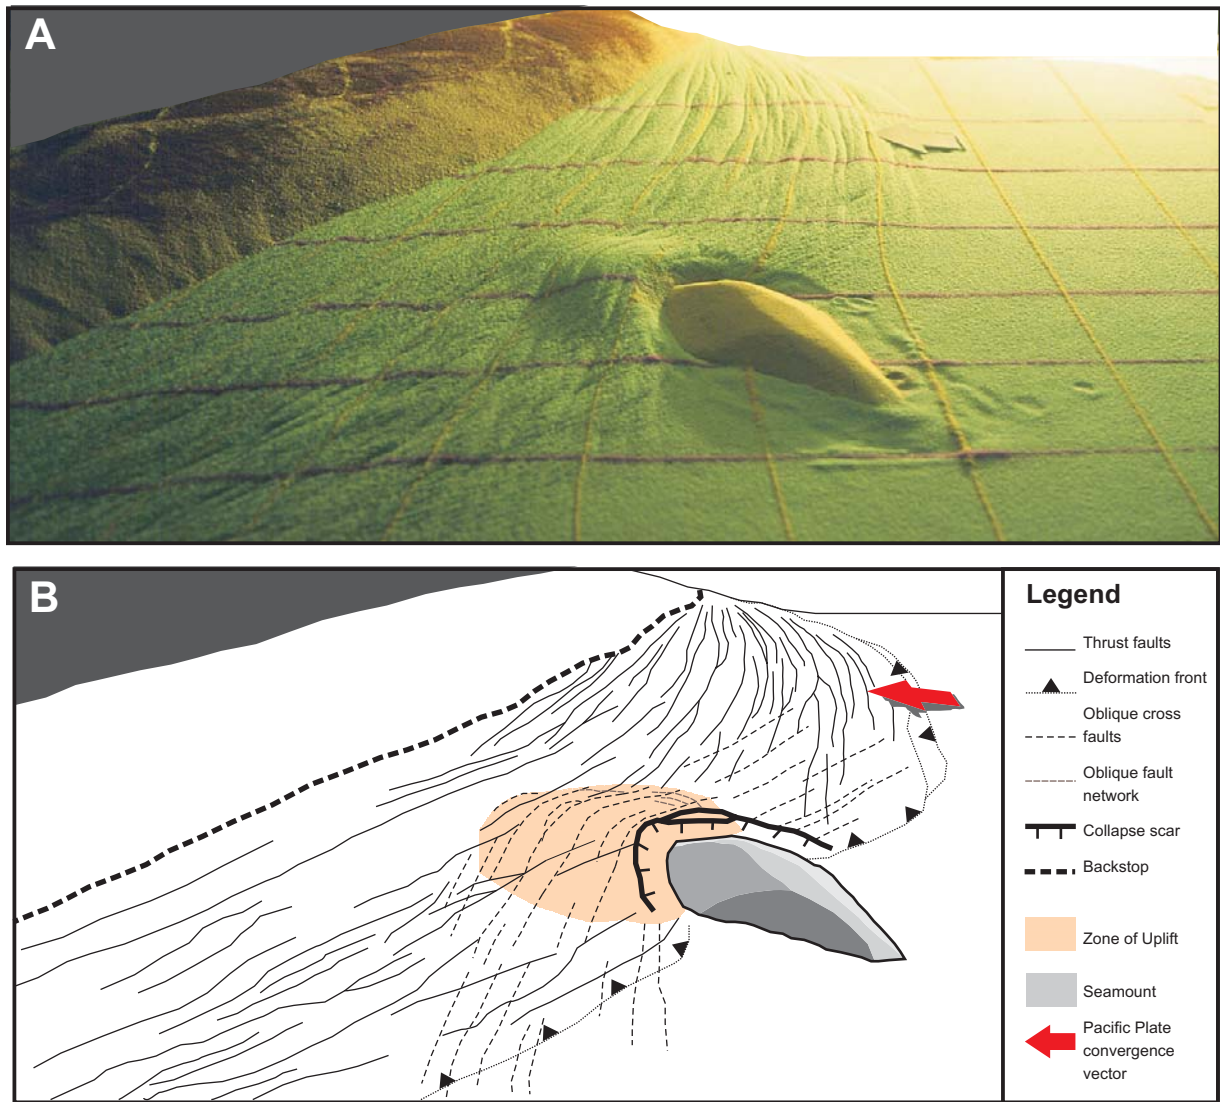 A
B
Legend
Thrust faults
Deformation front
Oblique cross
faults
Oblique fault
network
Collapse scar
Backstop
Zone of Uplift
Seamount
Pacific Plate
convergence
vector